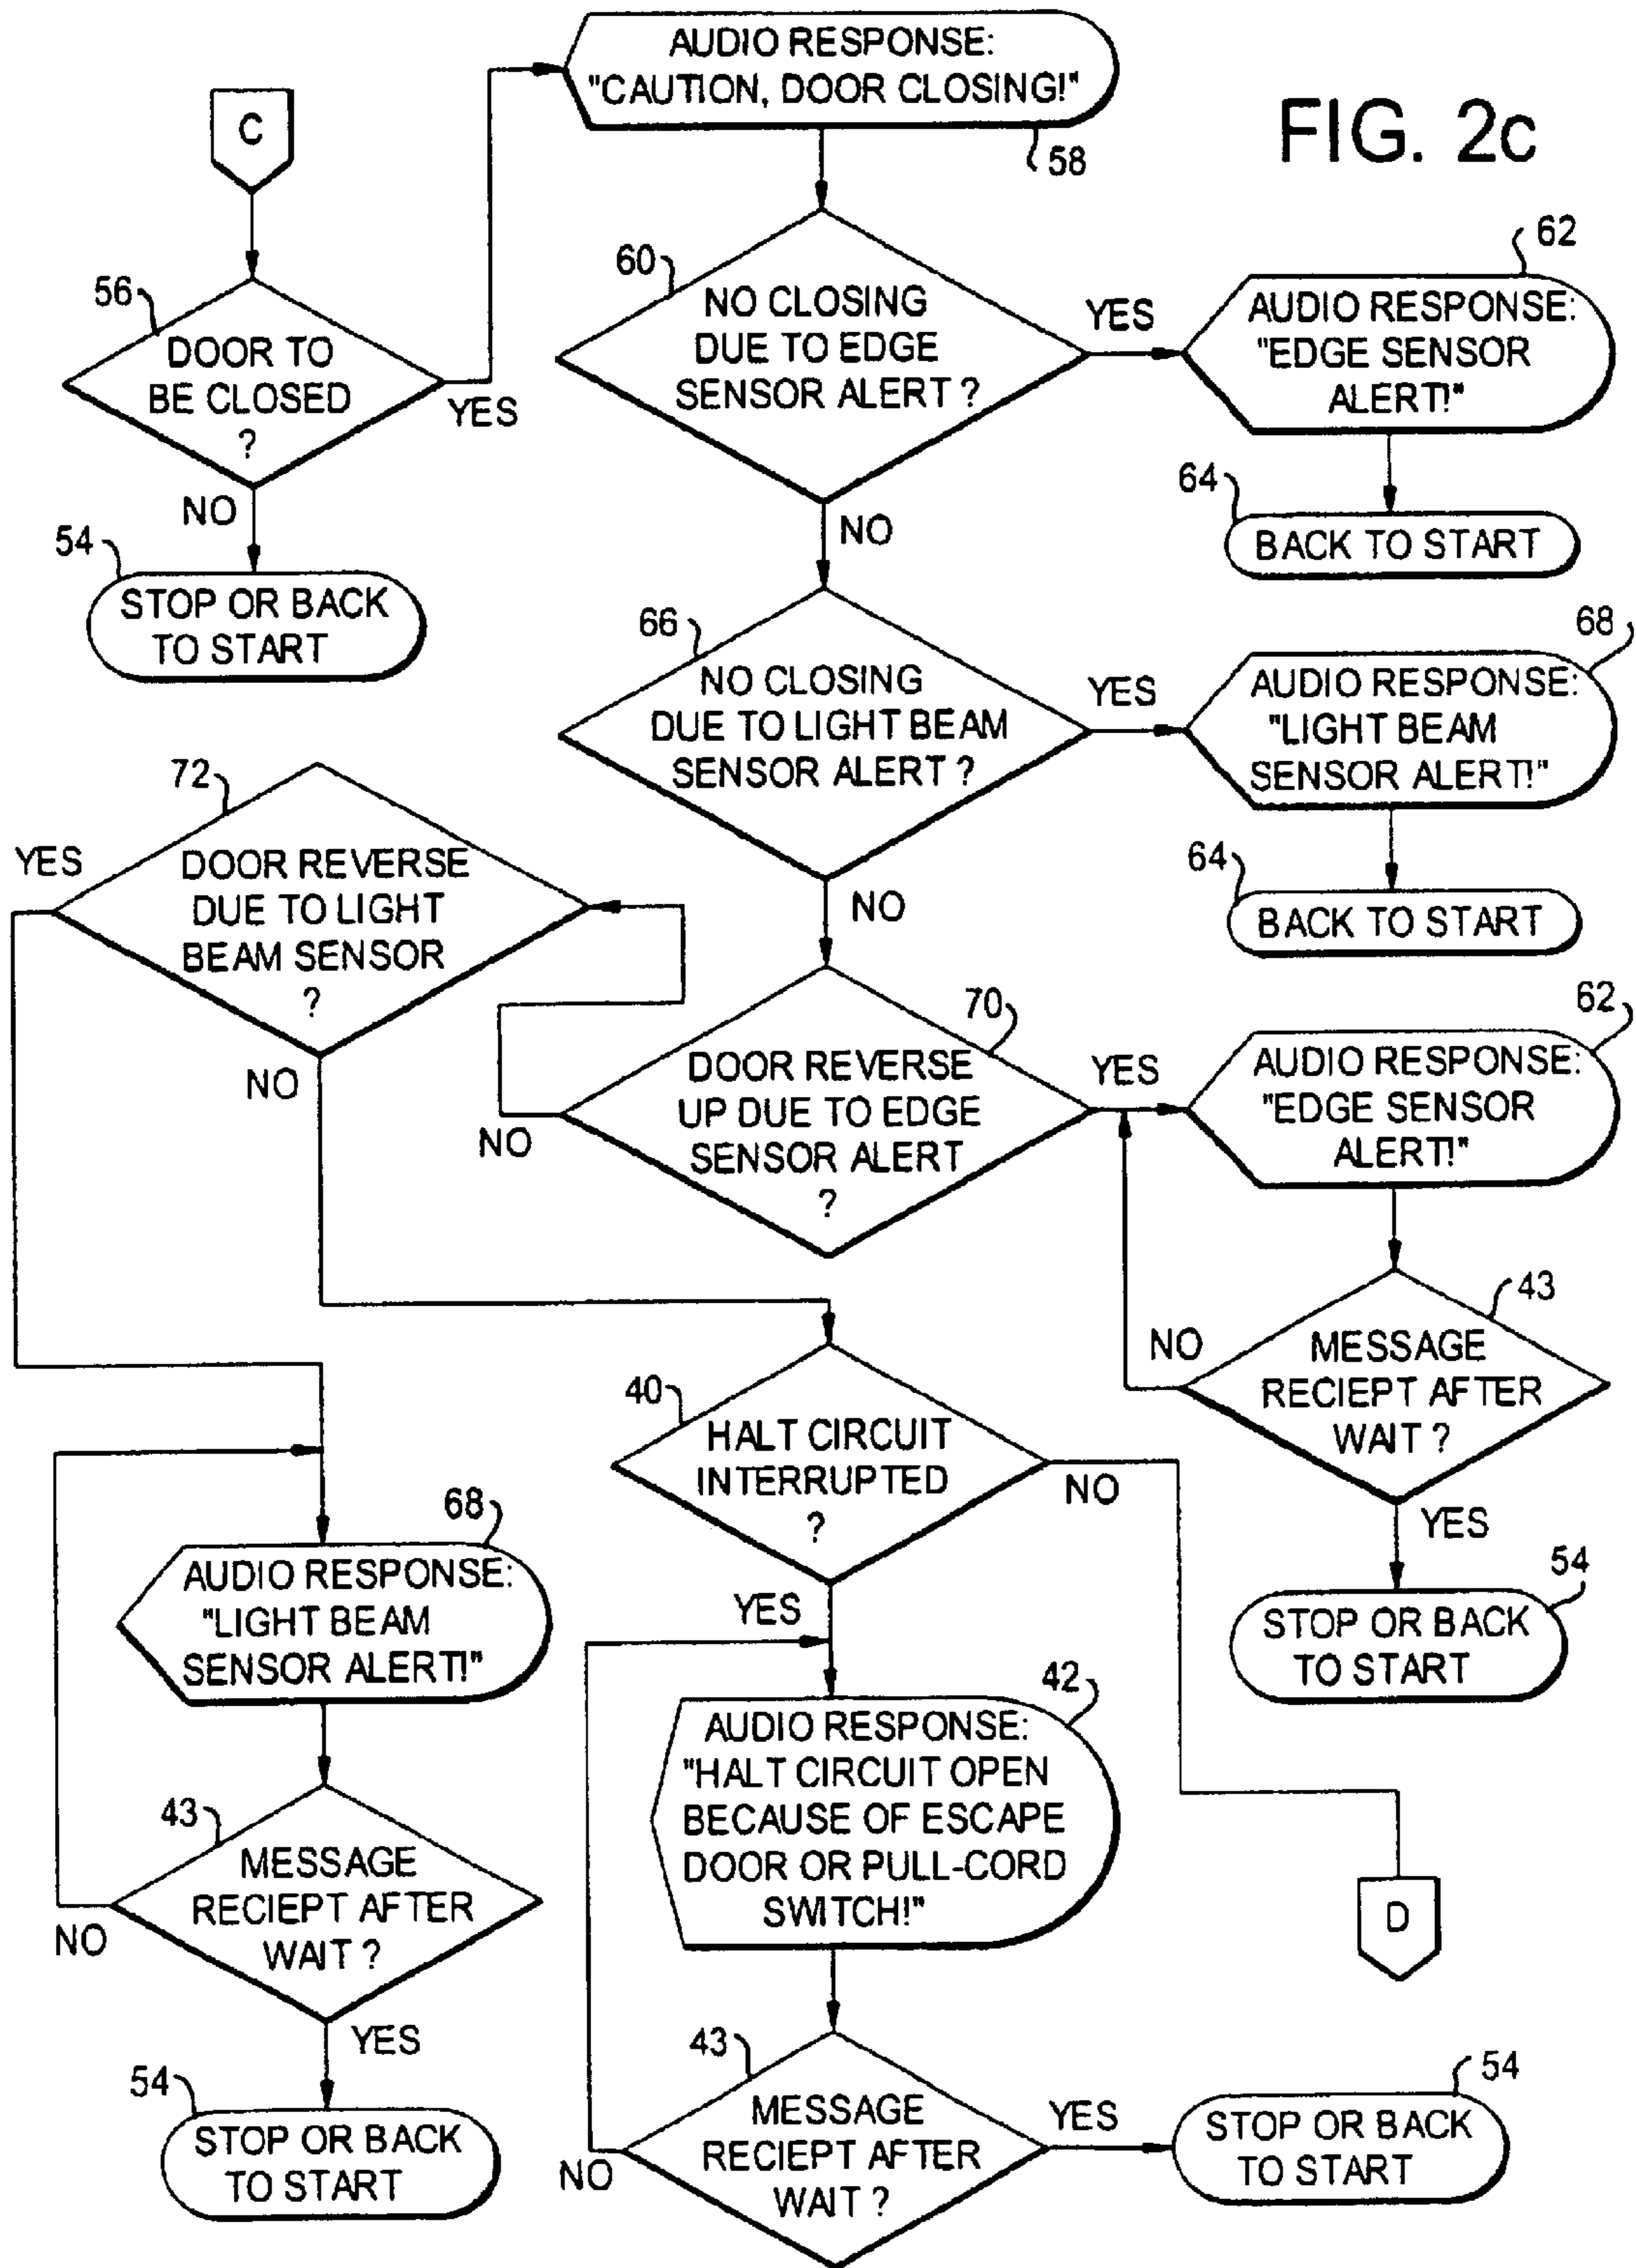 FIG. 2c
C
56
DOOR TO
BE CLOSED
?
YES
NO
54
STOP OR BACK
TO START
AUDIO RESPONSE:
"CAUTION, DOOR CLOSING!"
58
60
NO CLOSING
DUE TO EDGE
SENSOR ALERT ?
YES
NO
62
AUDIO RESPONSE:
"EDGE SENSOR
ALERT!"
64
BACK TO START
66
NO CLOSING
DUE TO LIGHT BEAM
SENSOR ALERT ?
YES
NO
68
AUDIO RESPONSE:
"LIGHT BEAM
SENSOR ALERT!"
64
BACK TO START
70
DOOR REVERSE
UP DUE TO EDGE
SENSOR ALERT
?
YES
NO
62
AUDIO RESPONSE:
"EDGE SENSOR
ALERT!"
43
MESSAGE
RECIEPT AFTER
WAIT ?
NO
YES
54
STOP OR BACK
TO START
72
DOOR REVERSE
DUE TO LIGHT
BEAM SENSOR
?
YES
NO
68
AUDIO RESPONSE:
"LIGHT BEAM
SENSOR ALERT!"
43
MESSAGE
RECIEPT AFTER
WAIT ?
NO
YES
54
STOP OR BACK
TO START
40
HALT CIRCUIT
INTERRUPTED
?
NO
YES
42
AUDIO RESPONSE:
"HALT CIRCUIT OPEN
BECAUSE OF ESCAPE
DOOR OR PULL-CORD
SWITCH!"
D
43
MESSAGE
RECIEPT AFTER
WAIT ?
NO
YES
54
STOP OR BACK
TO START